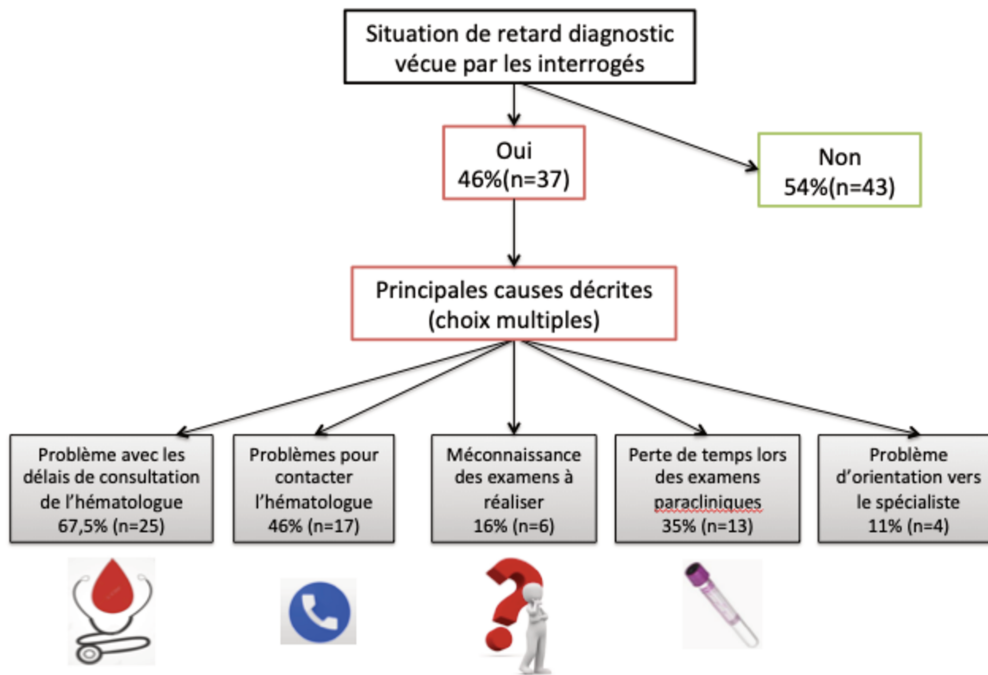 Situation de retard diagnostic
vécue par les interrogés
Oui
46%(n=37)
Non
54%(n=43)
Principales causes décrites
(choix multiples)
Problème avec les
délais de consultation
de l'hématologue
67,5% (n=25)
Problèmes pour
contacter
l'hématologue
46% (n=17)
Méconnaissance
des examens à
réaliser
16% (n=6)
Perte de temps lors
des examens
paracliniques
35% (n=13)
Problème
d'orientation vers
le spécialiste
11% (n=4)